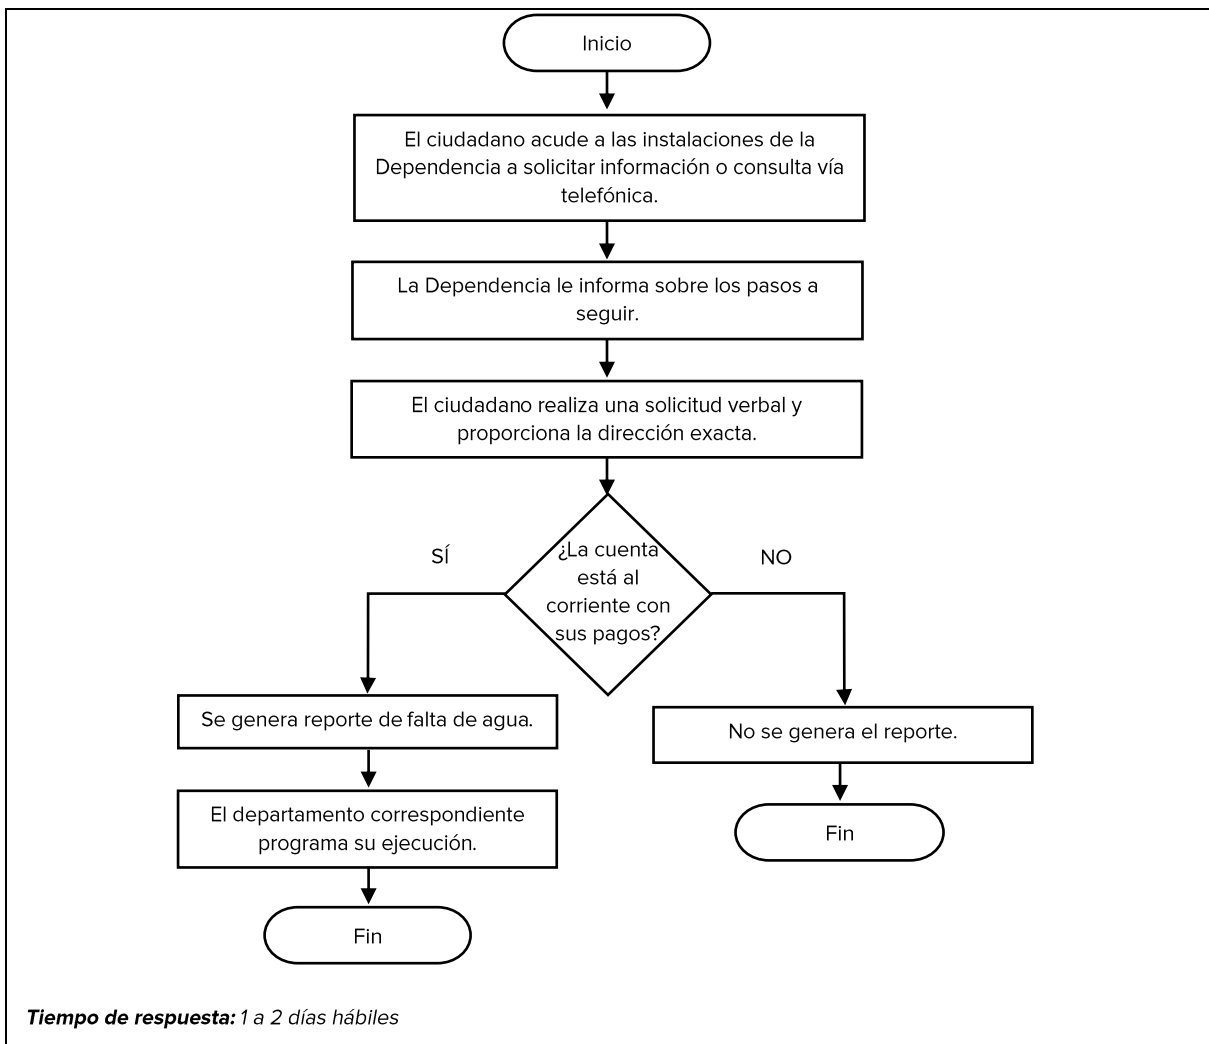 Inicio
El ciudadano acude a las instalaciones de la
Dependencia a solicitar información o consulta vía
telefónica.
La Dependencia le informa sobre los pasos a
seguir.
El ciudadano realiza una solicitud verbal y
proporciona la dirección exacta.
¿La cuenta
está al
corriente con
sus pagos?
SÍ
NO
Se genera reporte de falta de agua.
El departamento correspondiente
programa su ejecución.
Fin
No se genera el reporte.
Fin
Tiempo de respuesta: 1 a 2 días hábiles